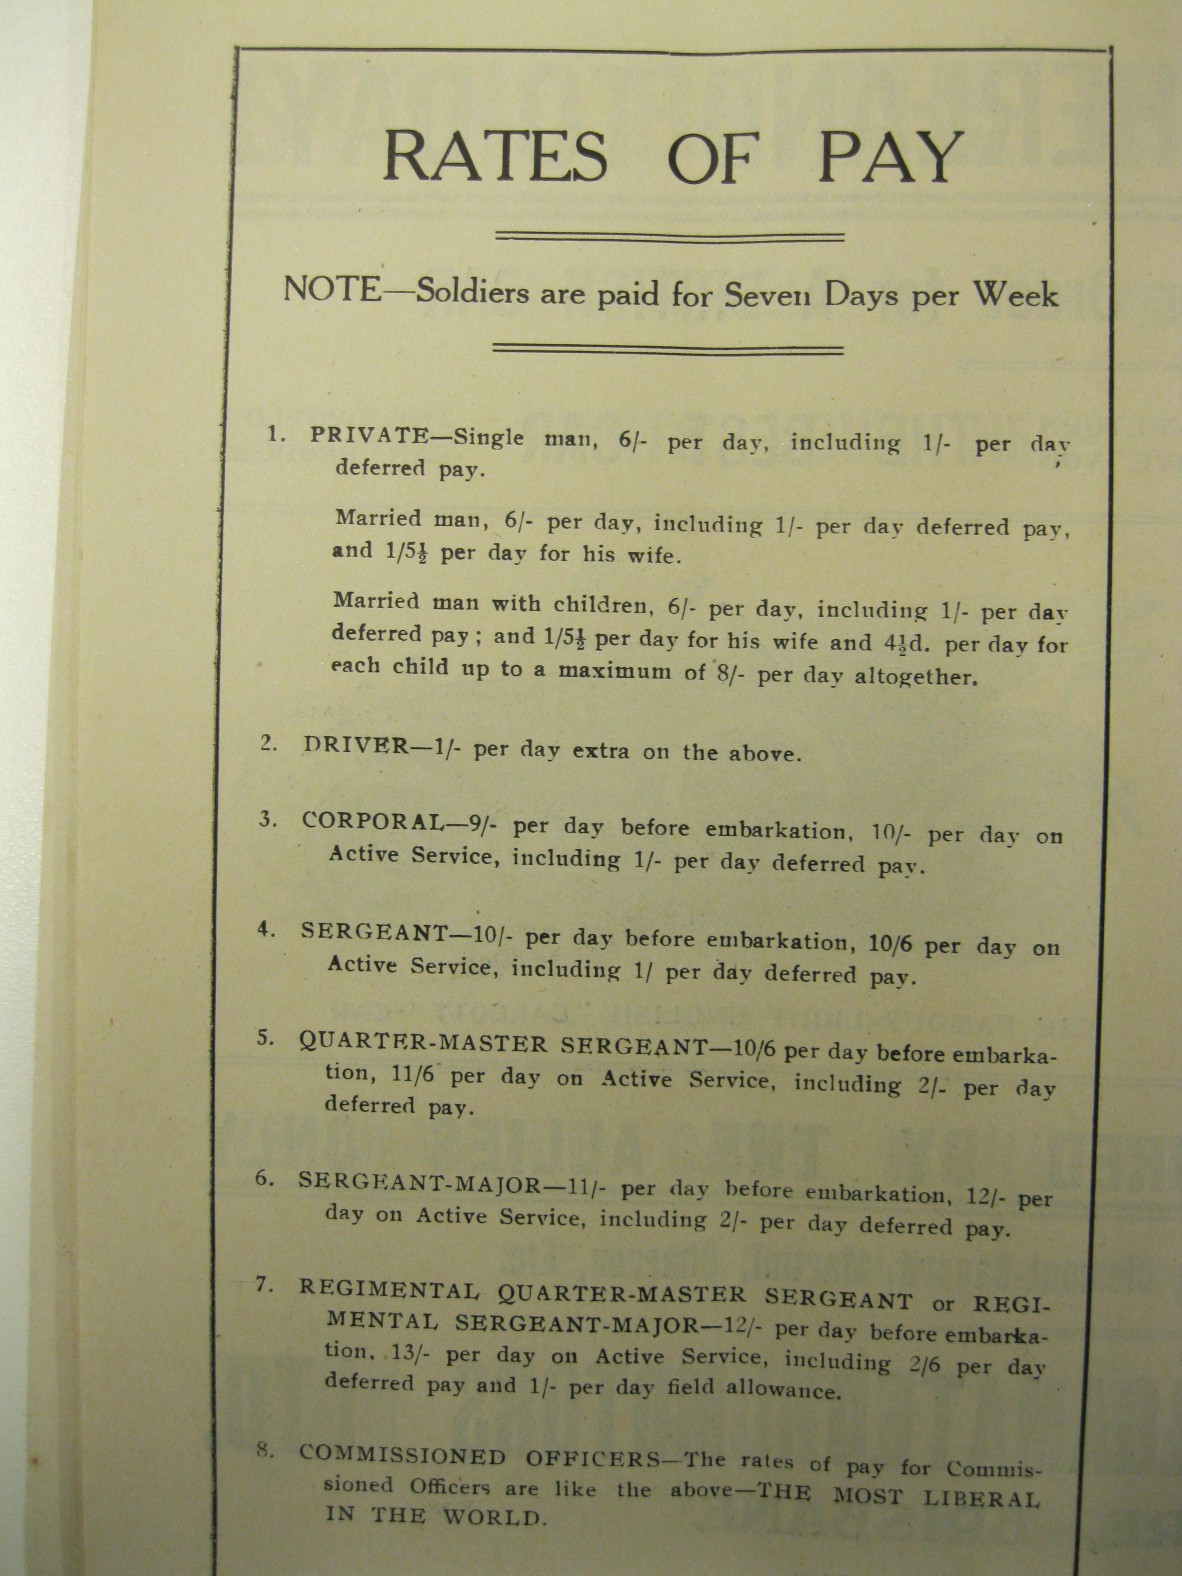 RATES OF PAY
NOTE—Soldiers are paid for Seven Days per Week
1. PRIVATE—Single man, 6/- per day, including 1/- per day
deferred pay.
Married man, 6/- per day, including 1/- per day deferred pay,
and 1/5½ per day for his wife.
Married man with children, 6/- per day, including 1/- per day
deferred pay; and 1/5½ per day for his wife and 4½d. per day for
each child up to a maximum of 8/- per day altogether.
2. DRIVER—1/- per day extra on the above.
3. CORPORAL—9/- per day before embarkation, 10/- per day on
Active Service, including 1/- per day deferred pay.
4. SERGEANT—10/- per day before embarkation, 10/6 per day on
Active Service, including 1/ per day deferred pay.
5. QUARTER-MASTER SERGEANT—10/6 per day before embarka-
tion, 11/6 per day on Active Service, including 2/- per day
deferred pay.
6. SERGEANT-MAJOR—11/- per day before embarkation, 12/- per
day on Active Service, including 2/- per day deferred pay.
7. REGIMENTAL QUARTER-MASTER SERGEANT or REGI-
MENTAL SERGEANT-MAJOR—12/- per day before embarka-
tion, 13/- per day on Active Service, including 2/6 per day
deferred pay and 1/- per day field allowance.
8. COMMISSIONED OFFICERS—The rates of pay for Commis-
sioned Officers are like the above—THE MOST LIBERAL
IN THE WORLD.